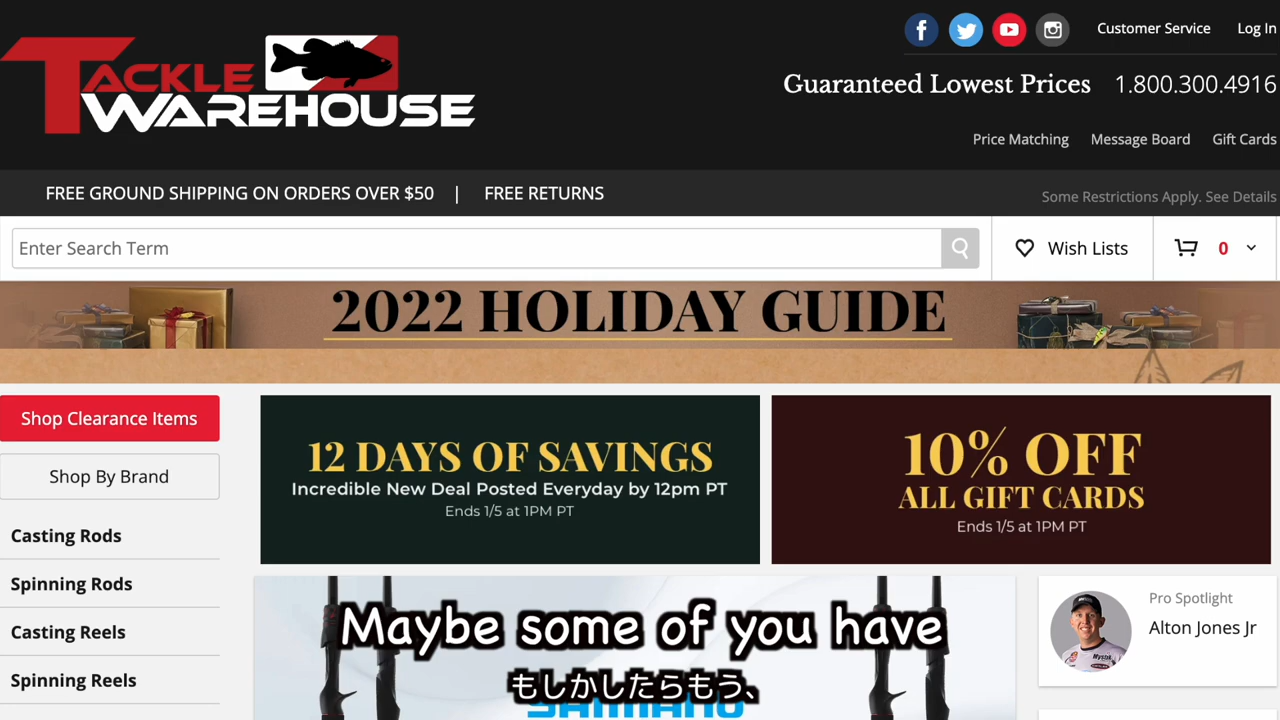 TACKLE
WAREHOUSE
Customer Service
Log In
Guaranteed Lowest Prices
1.800.300.4916
Price Matching
Message Board
Gift Cards
FREE GROUND SHIPPING ON ORDERS OVER $50 | FREE RETURNS
Some Restrictions Apply. See Details
Enter Search Term
Wish Lists
0
2022 HOLIDAY GUIDE
Shop Clearance Items
Shop By Brand
Casting Rods
Spinning Rods
Casting Reels
Spinning Reels
12 DAYS OF SAVINGS
Incredible New Deal Posted Everyday by 12pm PT
Ends 1/5 at 1PM PT
10% OFF
ALL GIFT CARDS
Ends 1/5 at 1PM PT
Pro Spotlight
Alton Jones Jr
Maybe some of you have
もしかしたらもう、
SHIMANO